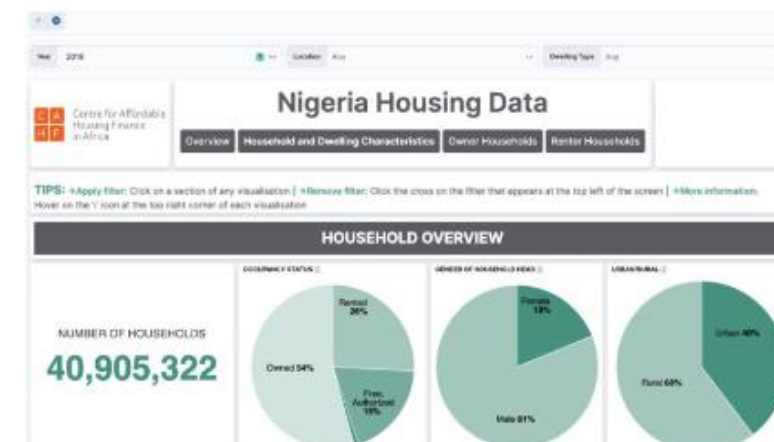 Year 2018 Location Any Dwelling Type Any
CA
HF
Centre for Affordable
Housing Finance
in Africa
Nigeria Housing Data
Overview Household and Dwelling Characteristics Owner Households Renter Households
TIPS: →Apply filter: Click on a section of any visualisation | →Remove filter: Click the cross on the filter that appears at the top left of the screen | →More information:
Hover on the 'i' icon at the top right corner of each visualisation
HOUSEHOLD OVERVIEW
OCCUPANCY STATUS GENDER OF HOUSEHOLD HEAD URBAN/RURAL
NUMBER OF HOUSEHOLDS
40,905,322
Rented
26%
Owned 54%
Free,
Authorized
Female
19%
Male 81%
Urban 40%
Rural 60%